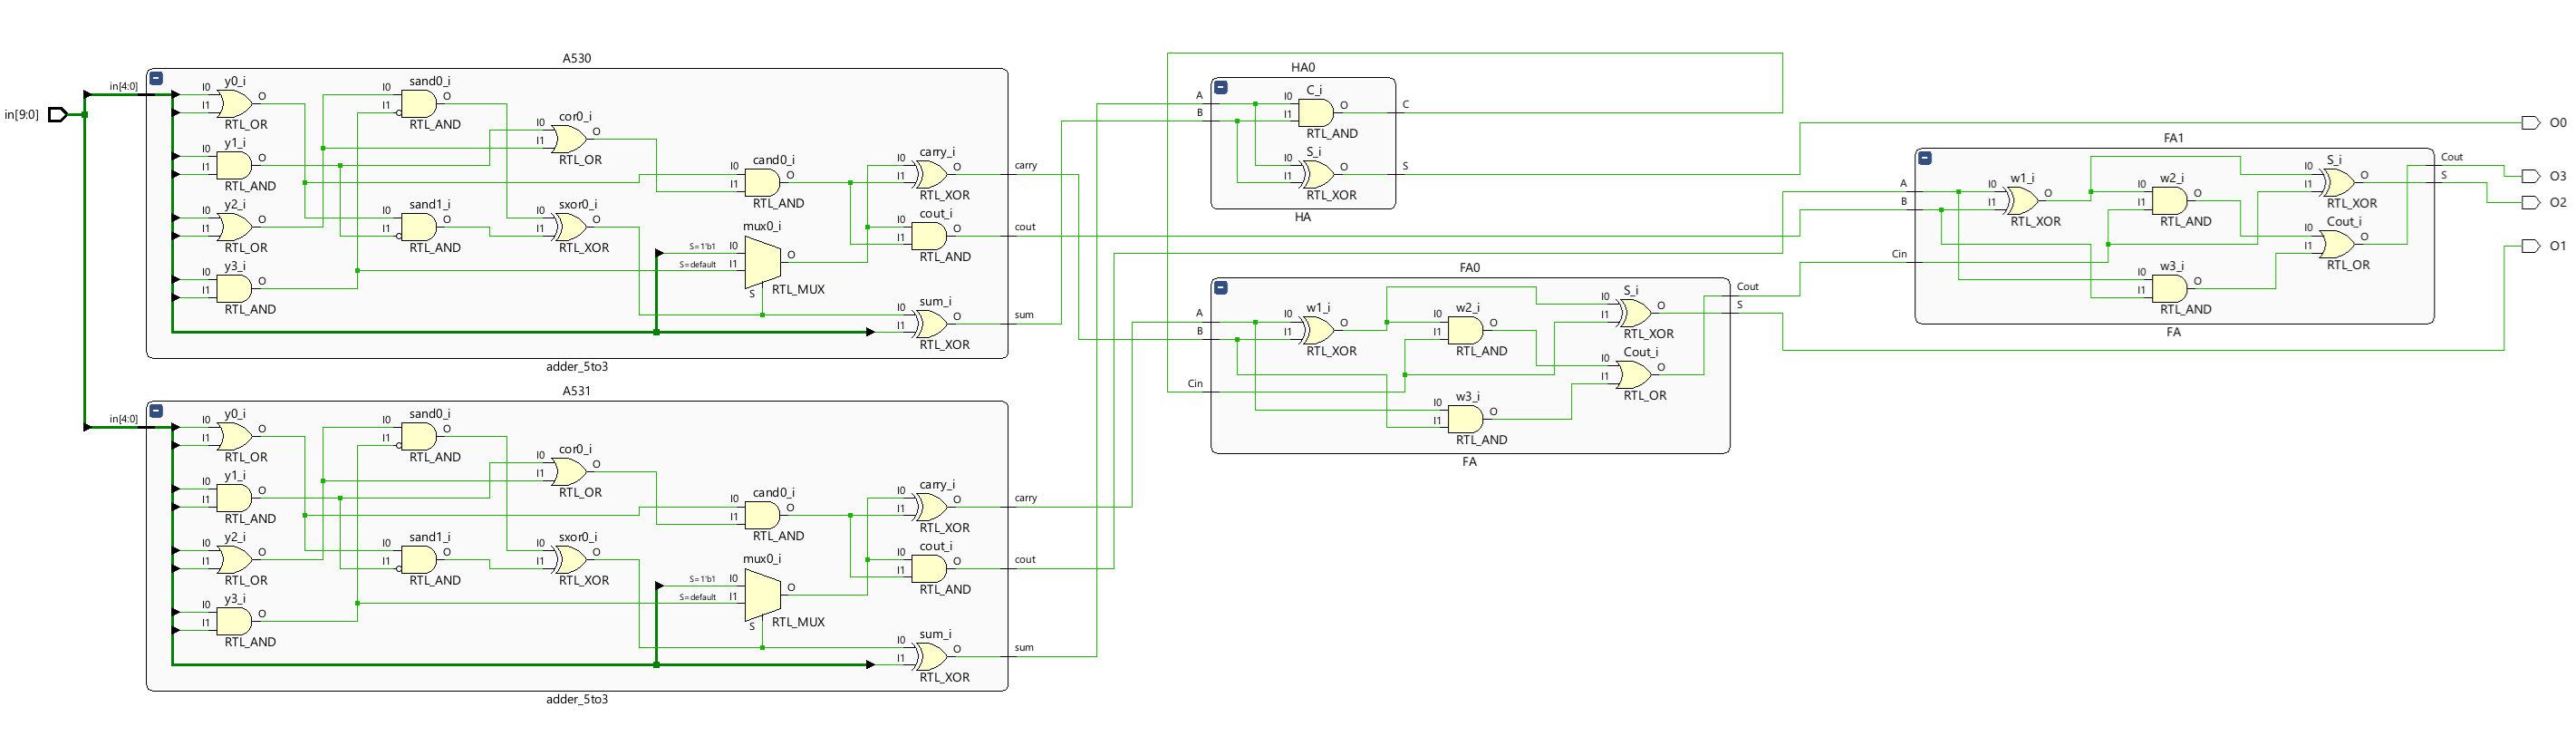 in[9:0]
A530
in[4:0]
y0_i
I0
I1
O
RTL_OR
y1_i
I0
I1
O
RTL_AND
y2_i
I0
I1
O
RTL_OR
y3_i
I0
I1
O
RTL_AND
sand0_i
I0
I1
O
RTL_AND
sand1_i
I0
I1
O
RTL_AND
cor0_i
I0
I1
O
RTL_OR
sxor0_i
I0
I1
O
RTL_XOR
cand0_i
I0
I1
O
RTL_AND
mux0_i
S=1'b1
I0
S=default
I1
O
S
RTL_MUX
carry_i
I0
I1
O
RTL_XOR
cout_i
I0
I1
O
RTL_AND
sum_i
I0
I1
O
RTL_XOR
carry
cout
sum
adder_5to3
A531
in[4:0]
y0_i
I0
I1
O
RTL_OR
y1_i
I0
I1
O
RTL_AND
y2_i
I0
I1
O
RTL_OR
y3_i
I0
I1
O
RTL_AND
sand0_i
I0
I1
O
RTL_AND
sand1_i
I0
I1
O
RTL_AND
cor0_i
I0
I1
O
RTL_OR
sxor0_i
I0
I1
O
RTL_XOR
cand0_i
I0
I1
O
RTL_AND
mux0_i
S=1'b1
I0
S=default
I1
O
S
RTL_MUX
carry_i
I0
I1
O
RTL_XOR
cout_i
I0
I1
O
RTL_AND
sum_i
I0
I1
O
RTL_XOR
carry
cout
sum
adder_5to3
HA0
A
B
C_i
I0
I1
O
RTL_AND
S_i
I0
I1
O
RTL_XOR
C
S
HA
FA0
A
B
Cin
w1_i
I0
I1
O
RTL_XOR
w2_i
I0
I1
O
RTL_AND
w3_i
I0
I1
O
RTL_AND
S_i
I0
I1
O
RTL_XOR
Cout_i
I0
I1
O
RTL_OR
Cout
S
FA
FA1
A
B
Cin
w1_i
I0
I1
O
RTL_XOR
w2_i
I0
I1
O
RTL_AND
w3_i
I0
I1
O
RTL_AND
S_i
I0
I1
O
RTL_XOR
Cout_i
I0
I1
O
RTL_OR
Cout
S
FA
O0
O3
O2
O1